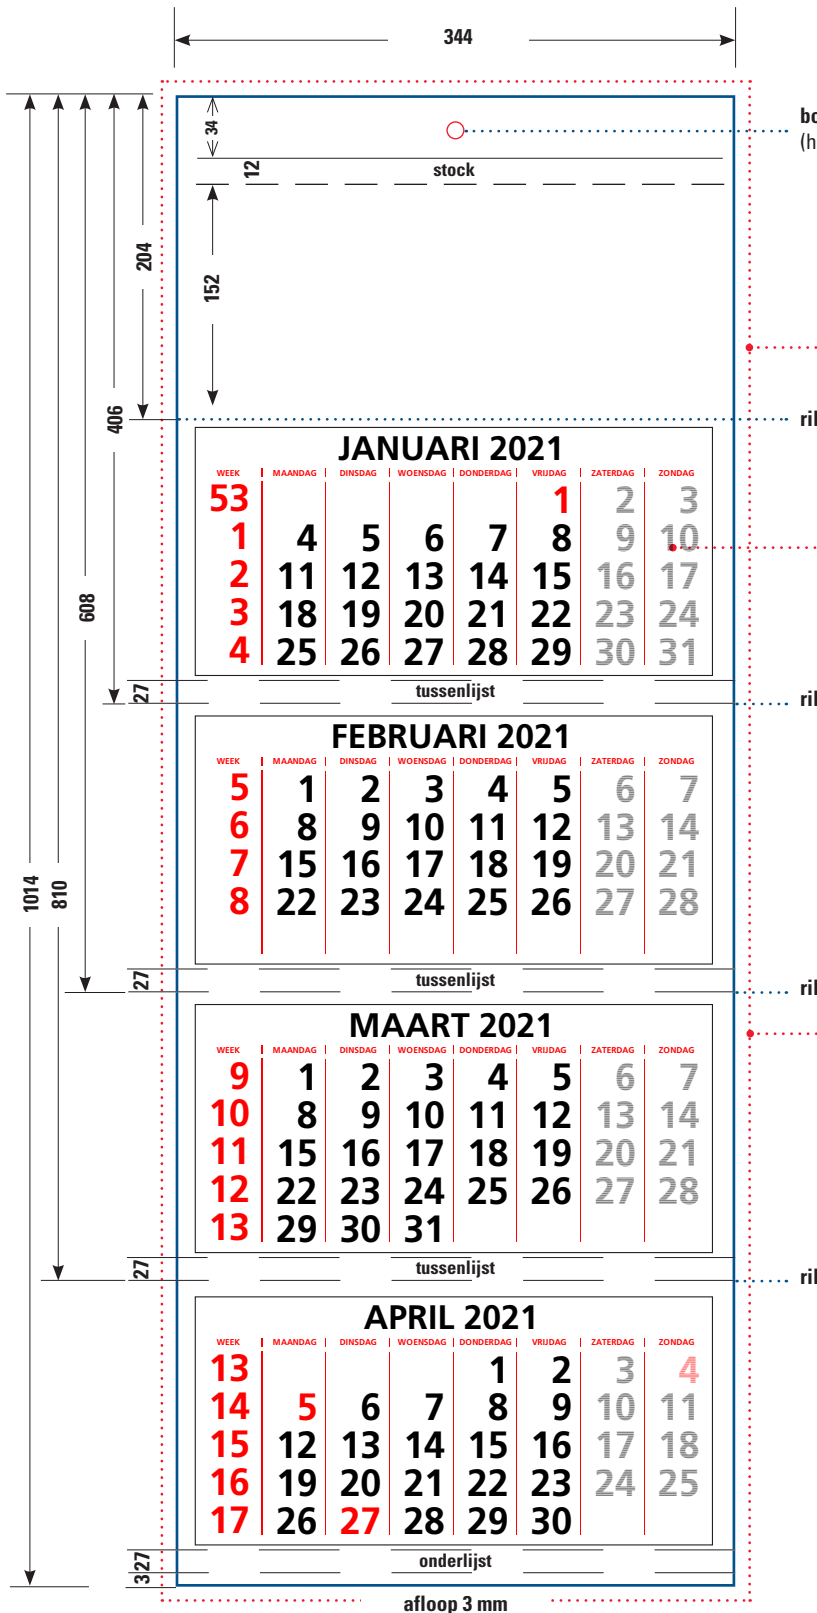 344
34
bo
(h
12
stock
204
152
406
ril
JANUARI 2021
WEEK MAANDAG DINSDAG WOENSDAG DONDERDAG VRIJDAG ZATERDAG ZONDAG
53 1 2 3
1 4 5 6 7 8 9 10
2 11 12 13 14 15 16 17
3 18 19 20 21 22 23 24
4 25 26 27 28 29 30 31
608
27
tussenlijst
ril
FEBRUARI 2021
WEEK MAANDAG DINSDAG WOENSDAG DONDERDAG VRIJDAG ZATERDAG ZONDAG
5 1 2 3 4 5 6 7
6 8 9 10 11 12 13 14
7 15 16 17 18 19 20 21
8 22 23 24 25 26 27 28
1014
810
27
tussenlijst
ril
MAART 2021
WEEK MAANDAG DINSDAG WOENSDAG DONDERDAG VRIJDAG ZATERDAG ZONDAG
9 1 2 3 4 5 6 7
10 8 9 10 11 12 13 14
11 15 16 17 18 19 20 21
12 22 23 24 25 26 27 28
13 29 30 31
27
tussenlijst
ril
APRIL 2021
WEEK MAANDAG DINSDAG WOENSDAG DONDERDAG VRIJDAG ZATERDAG ZONDAG
13 1 2 3 4
14 5 6 7 8 9 10 11
15 12 13 14 15 16 17 18
16 19 20 21 22 23 24 25
17 26 27 28 29 30
27
onderlijst
3
afloop 3 mm